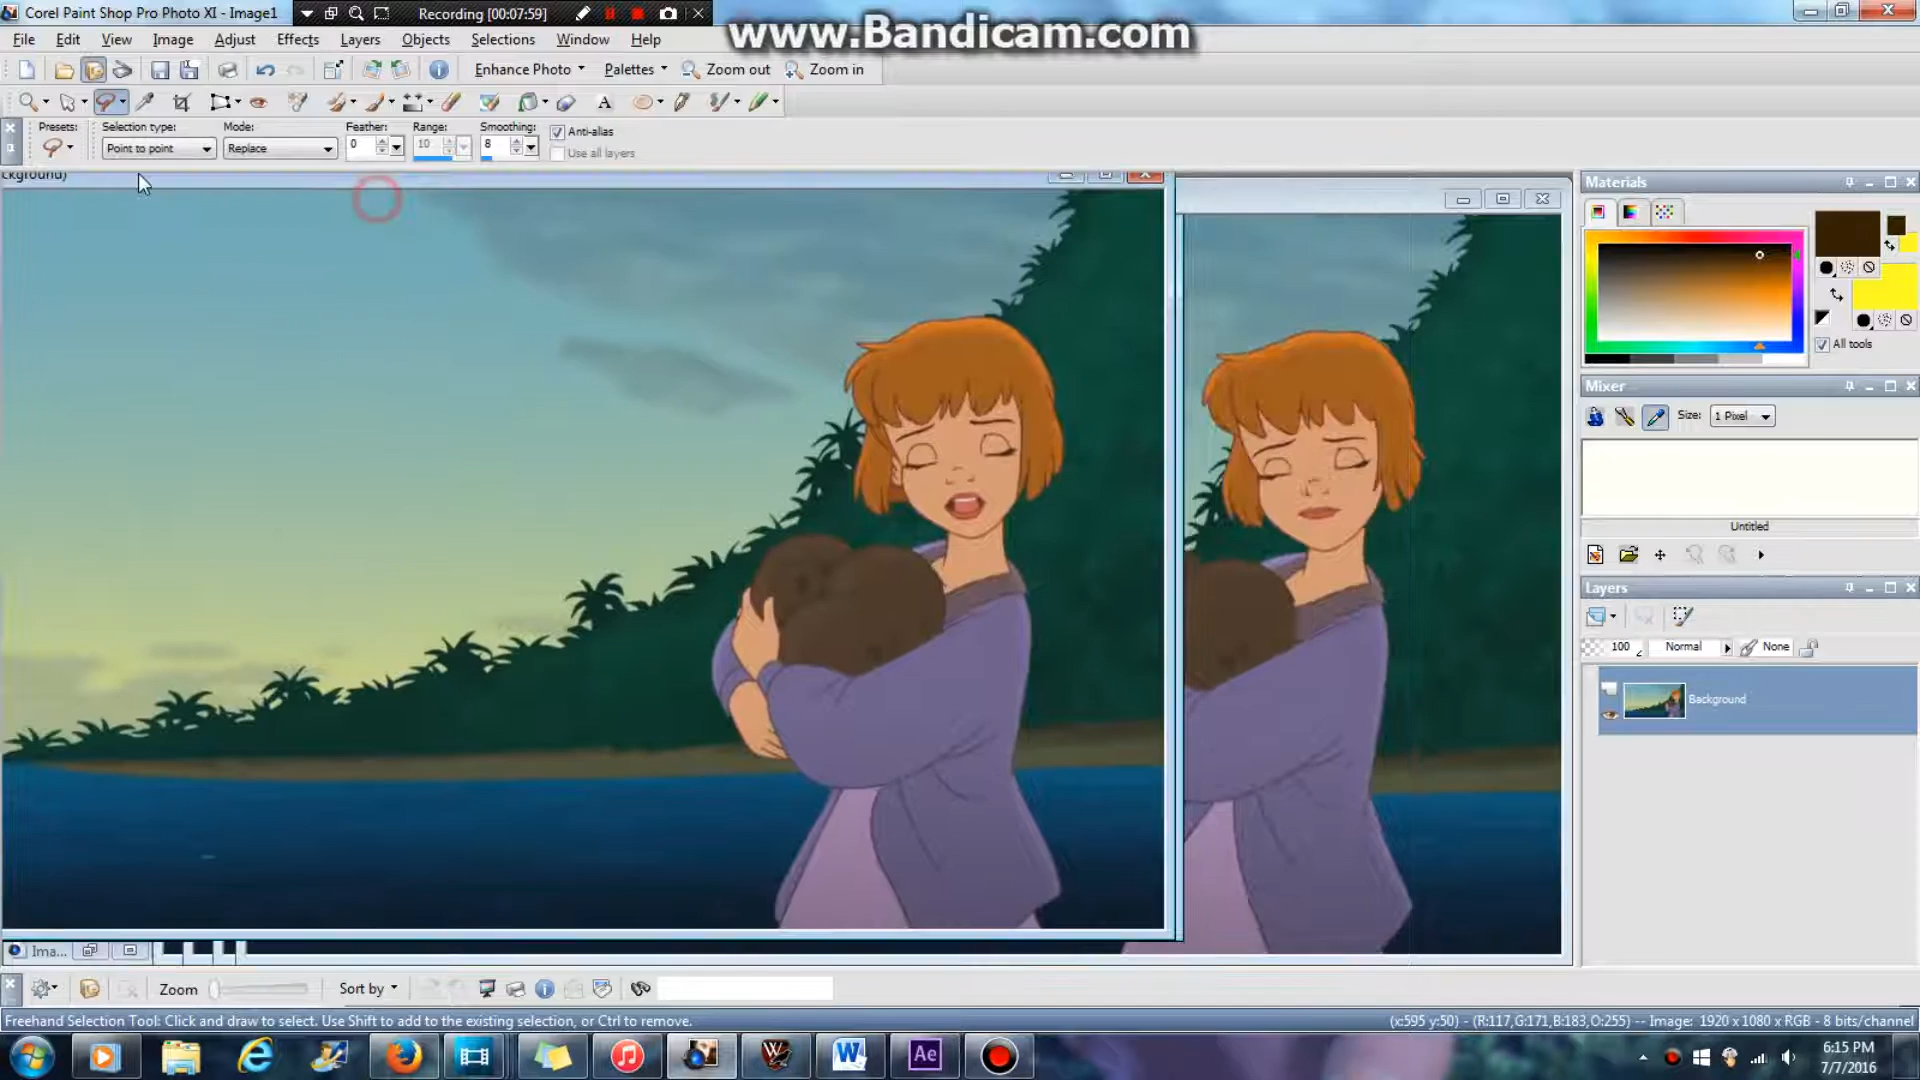 Corel Paint Shop Pro Photo XI - Image1
Recording [00:07:59]
www.Bandicam.com
File Edit View Image Adjust Effects Layers Objects Selections Window Help
Enhance Photo Palettes Zoom out Zoom in
Presets: Selection type: Mode: Feather: Range: Smoothing: Anti-alias
Point to point Replace 0 10 8 Use all layers
ckground)
Materials
All tools
Mixer
Size: 1 Pixel
Untitled
Layers
100 Normal None
Background
Ima...
Zoom Sort by
Freehand Selection Tool: Click and draw to select. Use Shift to add to the existing selection, or Ctrl to remove.
(x:595 y:50) - (R:117,G:171,B:183,O:255) -- Image: 1920 x 1080 x RGB - 8 bits/channel
Ae
6:15 PM
7/7/2016